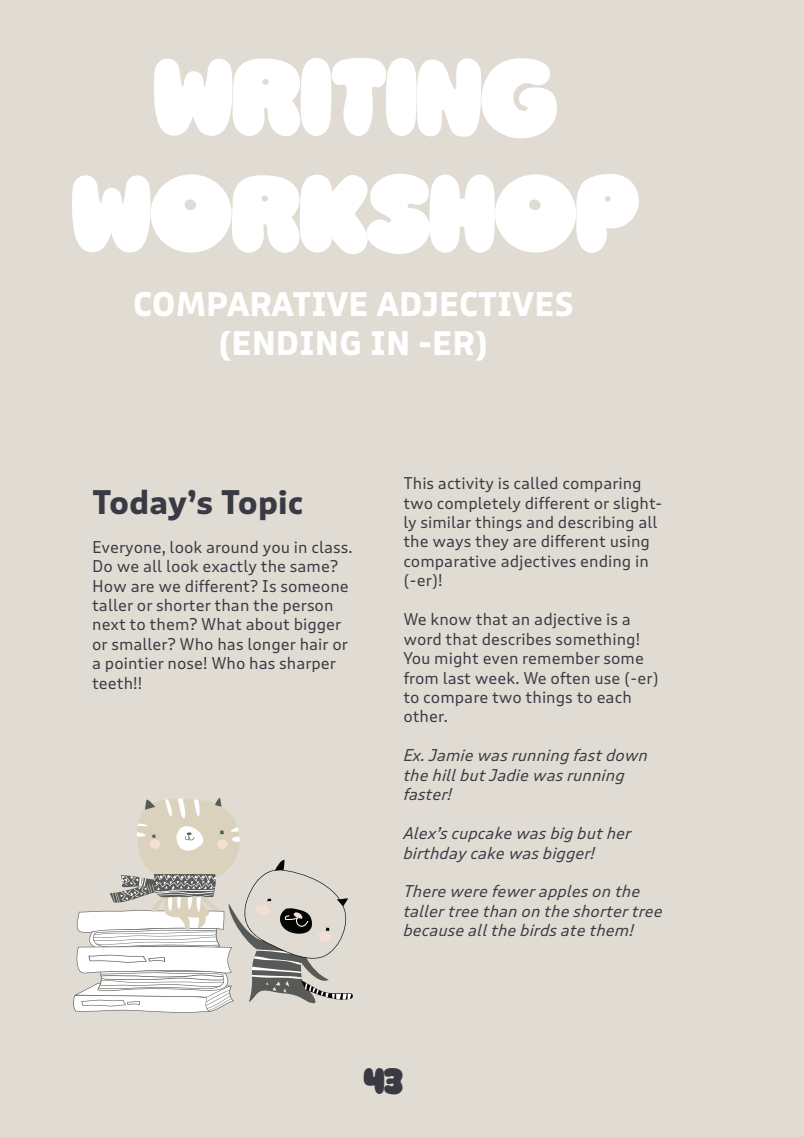 WRITING
WORKSHOP
COMPARATIVE ADJECTIVES
(ENDING IN -ER)
Today’s Topic
Everyone, look around you in class.
Do we all look exactly the same?
How are we different? Is someone
taller or shorter than the person
next to them? What about bigger
or smaller? Who has longer hair or
a pointier nose! Who has sharper
teeth!!
This activity is called comparing
two completely different or slight-
ly similar things and describing all
the ways they are different using
comparative adjectives ending in
(-er)!
We know that an adjective is a
word that describes something!
You might even remember some
from last week. We often use (-er)
to compare two things to each
other.
Ex. Jamie was running fast down
the hill but Jadie was running
faster!
Alex’s cupcake was big but her
birthday cake was bigger!
There were fewer apples on the
taller tree than on the shorter tree
because all the birds ate them!
43